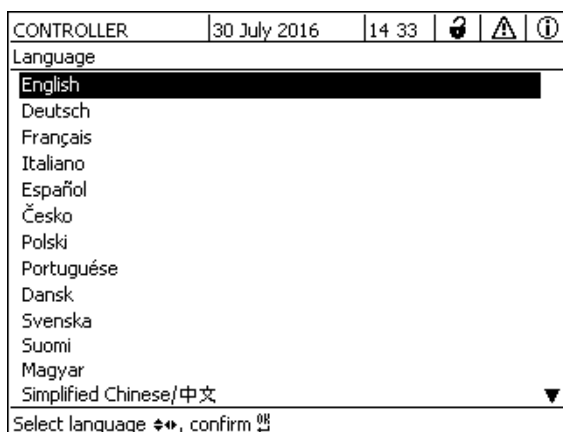 CONTROLLER 30 July 2016 14 33
Language
English
Deutsch
Français
Italiano
Español
Česko
Polski
Portuguése
Dansk
Svenska
Suomi
Magyar
Simplified Chinese/中文
Select language, confirm OK